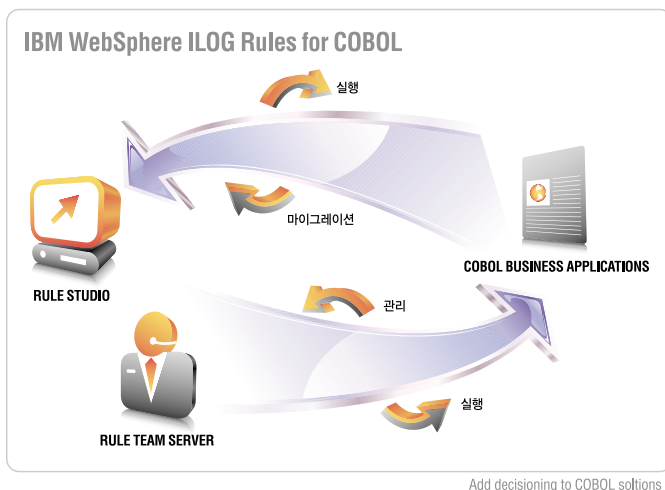 IBM WebSphere ILOG Rules for COBOL
실행
마이그레이션
COBOL BUSINESS APPLICATIONS
RULE STUDIO
관리
실행
RULE TEAM SERVER
Add decisioning to COBOL soltions